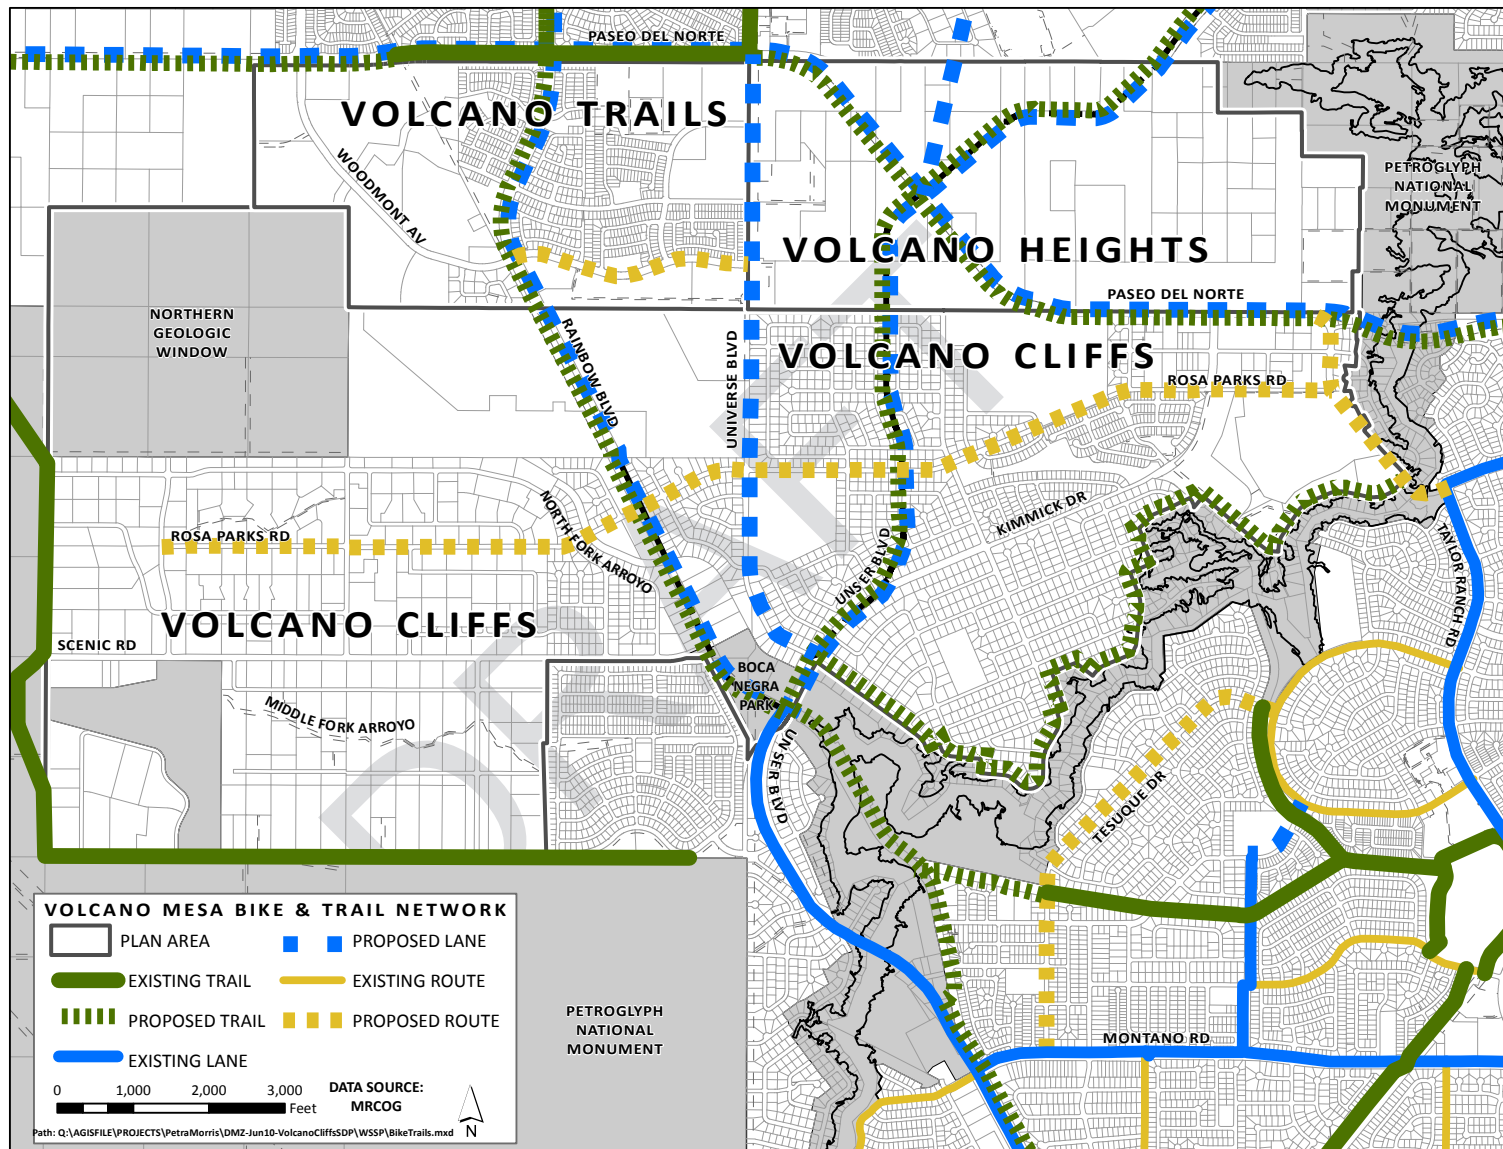 PASEO DEL NORTE
VOLCANO TRAILS
WOODMONT AV
PETROGLYPH
NATIONAL
MONUMENT
VOLCANO HEIGHTS
PASEO DEL NORTE
NORTHERN
GEOLOGIC
WINDOW
RAINBOW BLVD
UNIVERSE BLVD
VOLCANO CLIFFS
ROSA PARKS RD
KIMMICK DR
NORTH FORK ARROYO
ROSA PARKS RD
UNSER BLVD
TAYLOR RANCH RD
VOLCANO CLIFFS
SCENIC RD
BOCA
NEGRA
PARK
MIDDLE FORK ARROYO
UNSER BLVD
TESUQUE DR
DRAFT
VOLCANO MESA BIKE & TRAIL NETWORK
PLAN AREA
PROPOSED LANE
EXISTING TRAIL
EXISTING ROUTE
PROPOSED TRAIL
PROPOSED ROUTE
EXISTING LANE
0 1,000 2,000 3,000
Feet
DATA SOURCE:
MRCOG
N
Path: Q:\AGISFILE\PROJECTS\PetraMorris\DMZ-Jun10-VolcanoCliffsSDP\WSSP\BikeTrails.mxd
PETROGLYPH
NATIONAL
MONUMENT
MONTANO RD